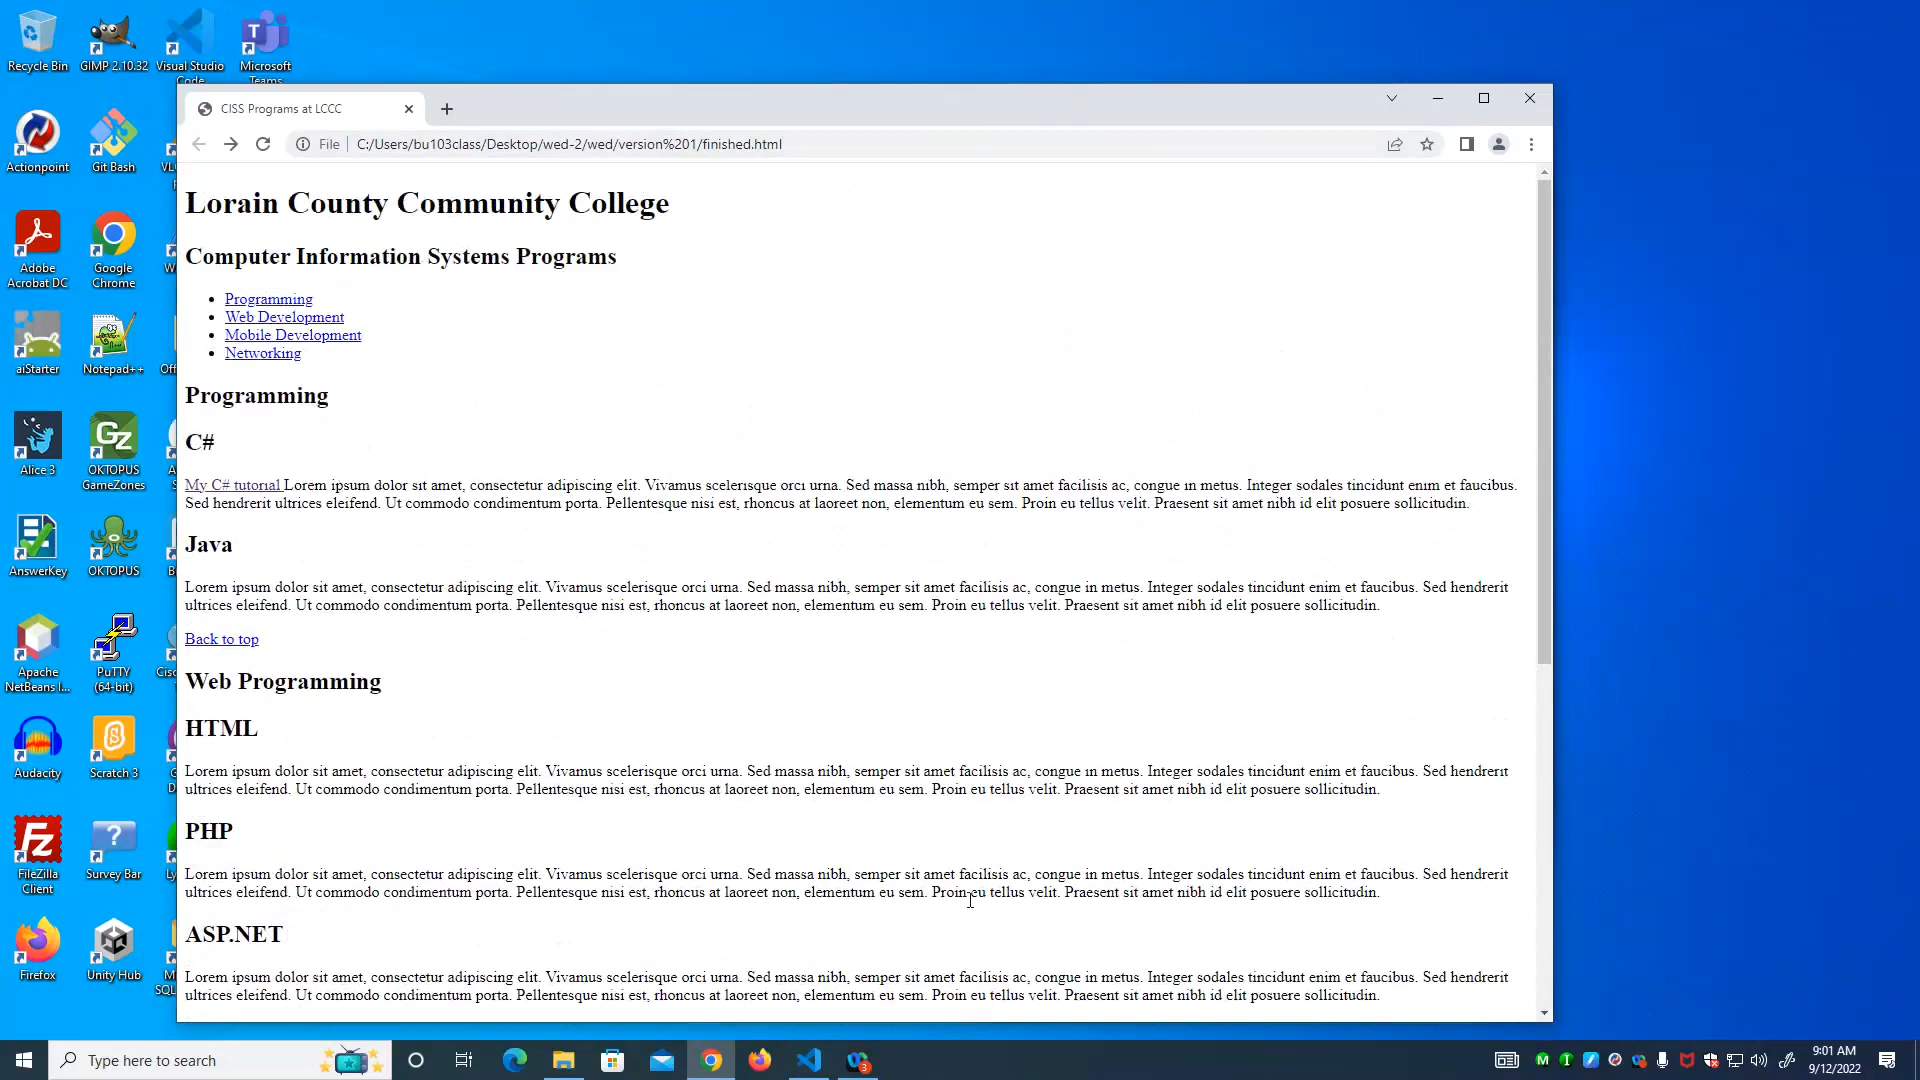 Recycle Bin
GIMP 2.10.32
Visual Studio
Code
Microsoft
Teams
Actionpoint
Git Bash
Adobe
Acrobat DC
Google
Chrome
aiStarter
Notepad++
Alice 3
OKTOPUS
GameZones
AnswerKey
OKTOPUS
Apache
NetBeans I...
PuTTY
(64-bit)
Audacity
Scratch 3
FileZilla
Client
Survey Bar
Firefox
Unity Hub
CISS Programs at LCCC
File
C:/Users/bu103class/Desktop/wed-2/wed/version%201/finished.html
Lorain County Community College
Computer Information Systems Programs
Programming
Web Development
Mobile Development
Networking
Programming
C#
My C# tutorial Lorem ipsum dolor sit amet, consectetur adipiscing elit. Vivamus scelerisque orci urna. Sed massa nibh, semper sit amet facilisis ac, congue in metus. Integer sodales tincidunt enim et faucibus.
Sed hendrerit ultrices eleifend. Ut commodo condimentum porta. Pellentesque nisi est, rhoncus at laoreet non, elementum eu sem. Proin eu tellus velit. Praesent sit amet nibh id elit posuere sollicitudin.
Java
Lorem ipsum dolor sit amet, consectetur adipiscing elit. Vivamus scelerisque orci urna. Sed massa nibh, semper sit amet facilisis ac, congue in metus. Integer sodales tincidunt enim et faucibus. Sed hendrerit
ultrices eleifend. Ut commodo condimentum porta. Pellentesque nisi est, rhoncus at laoreet non, elementum eu sem. Proin eu tellus velit. Praesent sit amet nibh id elit posuere sollicitudin.
Back to top
Web Programming
HTML
Lorem ipsum dolor sit amet, consectetur adipiscing elit. Vivamus scelerisque orci urna. Sed massa nibh, semper sit amet facilisis ac, congue in metus. Integer sodales tincidunt enim et faucibus. Sed hendrerit
ultrices eleifend. Ut commodo condimentum porta. Pellentesque nisi est, rhoncus at laoreet non, elementum eu sem. Proin eu tellus velit. Praesent sit amet nibh id elit posuere sollicitudin.
PHP
Lorem ipsum dolor sit amet, consectetur adipiscing elit. Vivamus scelerisque orci urna. Sed massa nibh, semper sit amet facilisis ac, congue in metus. Integer sodales tincidunt enim et faucibus. Sed hendrerit
ultrices eleifend. Ut commodo condimentum porta. Pellentesque nisi est, rhoncus at laoreet non, elementum eu sem. Proin eu tellus velit. Praesent sit amet nibh id elit posuere sollicitudin.
ASP.NET
Lorem ipsum dolor sit amet, consectetur adipiscing elit. Vivamus scelerisque orci urna. Sed massa nibh, semper sit amet facilisis ac, congue in metus. Integer sodales tincidunt enim et faucibus. Sed hendrerit
ultrices eleifend. Ut commodo condimentum porta. Pellentesque nisi est, rhoncus at laoreet non, elementum eu sem. Proin eu tellus velit. Praesent sit amet nibh id elit posuere sollicitudin.
Type here to search
9:01 AM
9/12/2022